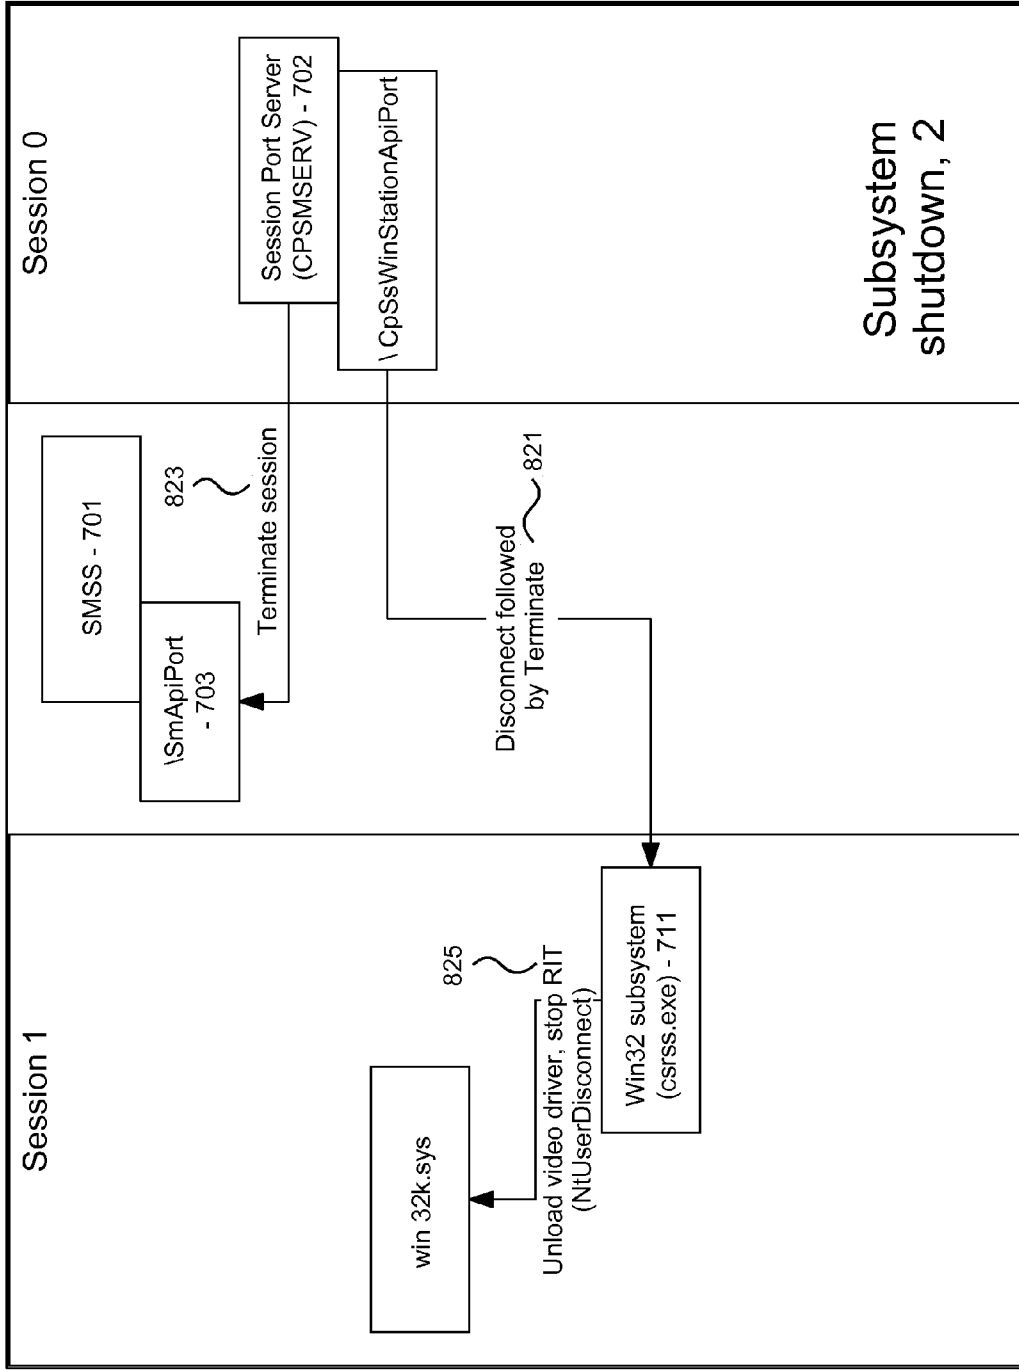 Session 1
win 32k.sys
825
Unload video driver, stop RIT
(NtUserDisconnect)
Win32 subsystem
(csrss.exe) - 711
SMSS - 701
\SmApiPort
- 703
823
Terminate session
Disconnect followed
by Terminate
821
Session 0
Session Port Server
(CPSMSERV) - 702
\ CpSsWinStationApiPort
Subsystem
shutdown, 2